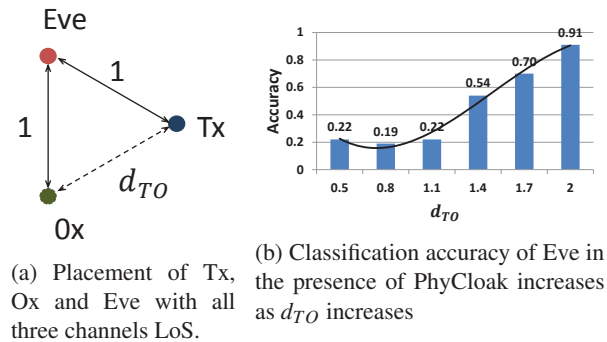 Eve
1
1
Tx
d_TO
Ox
(a) Placement of Tx,
Ox and Eve with all
three channels LoS.
Accuracy
1
0.8
0.6
0.4
0.2
0
0.22
0.19
0.22
0.54
0.70
0.91
0.5
0.8
1.1
1.4
1.7
2
d_TO
(b) Classification accuracy of Eve in
the presence of PhyCloak increases
as d_TO increases